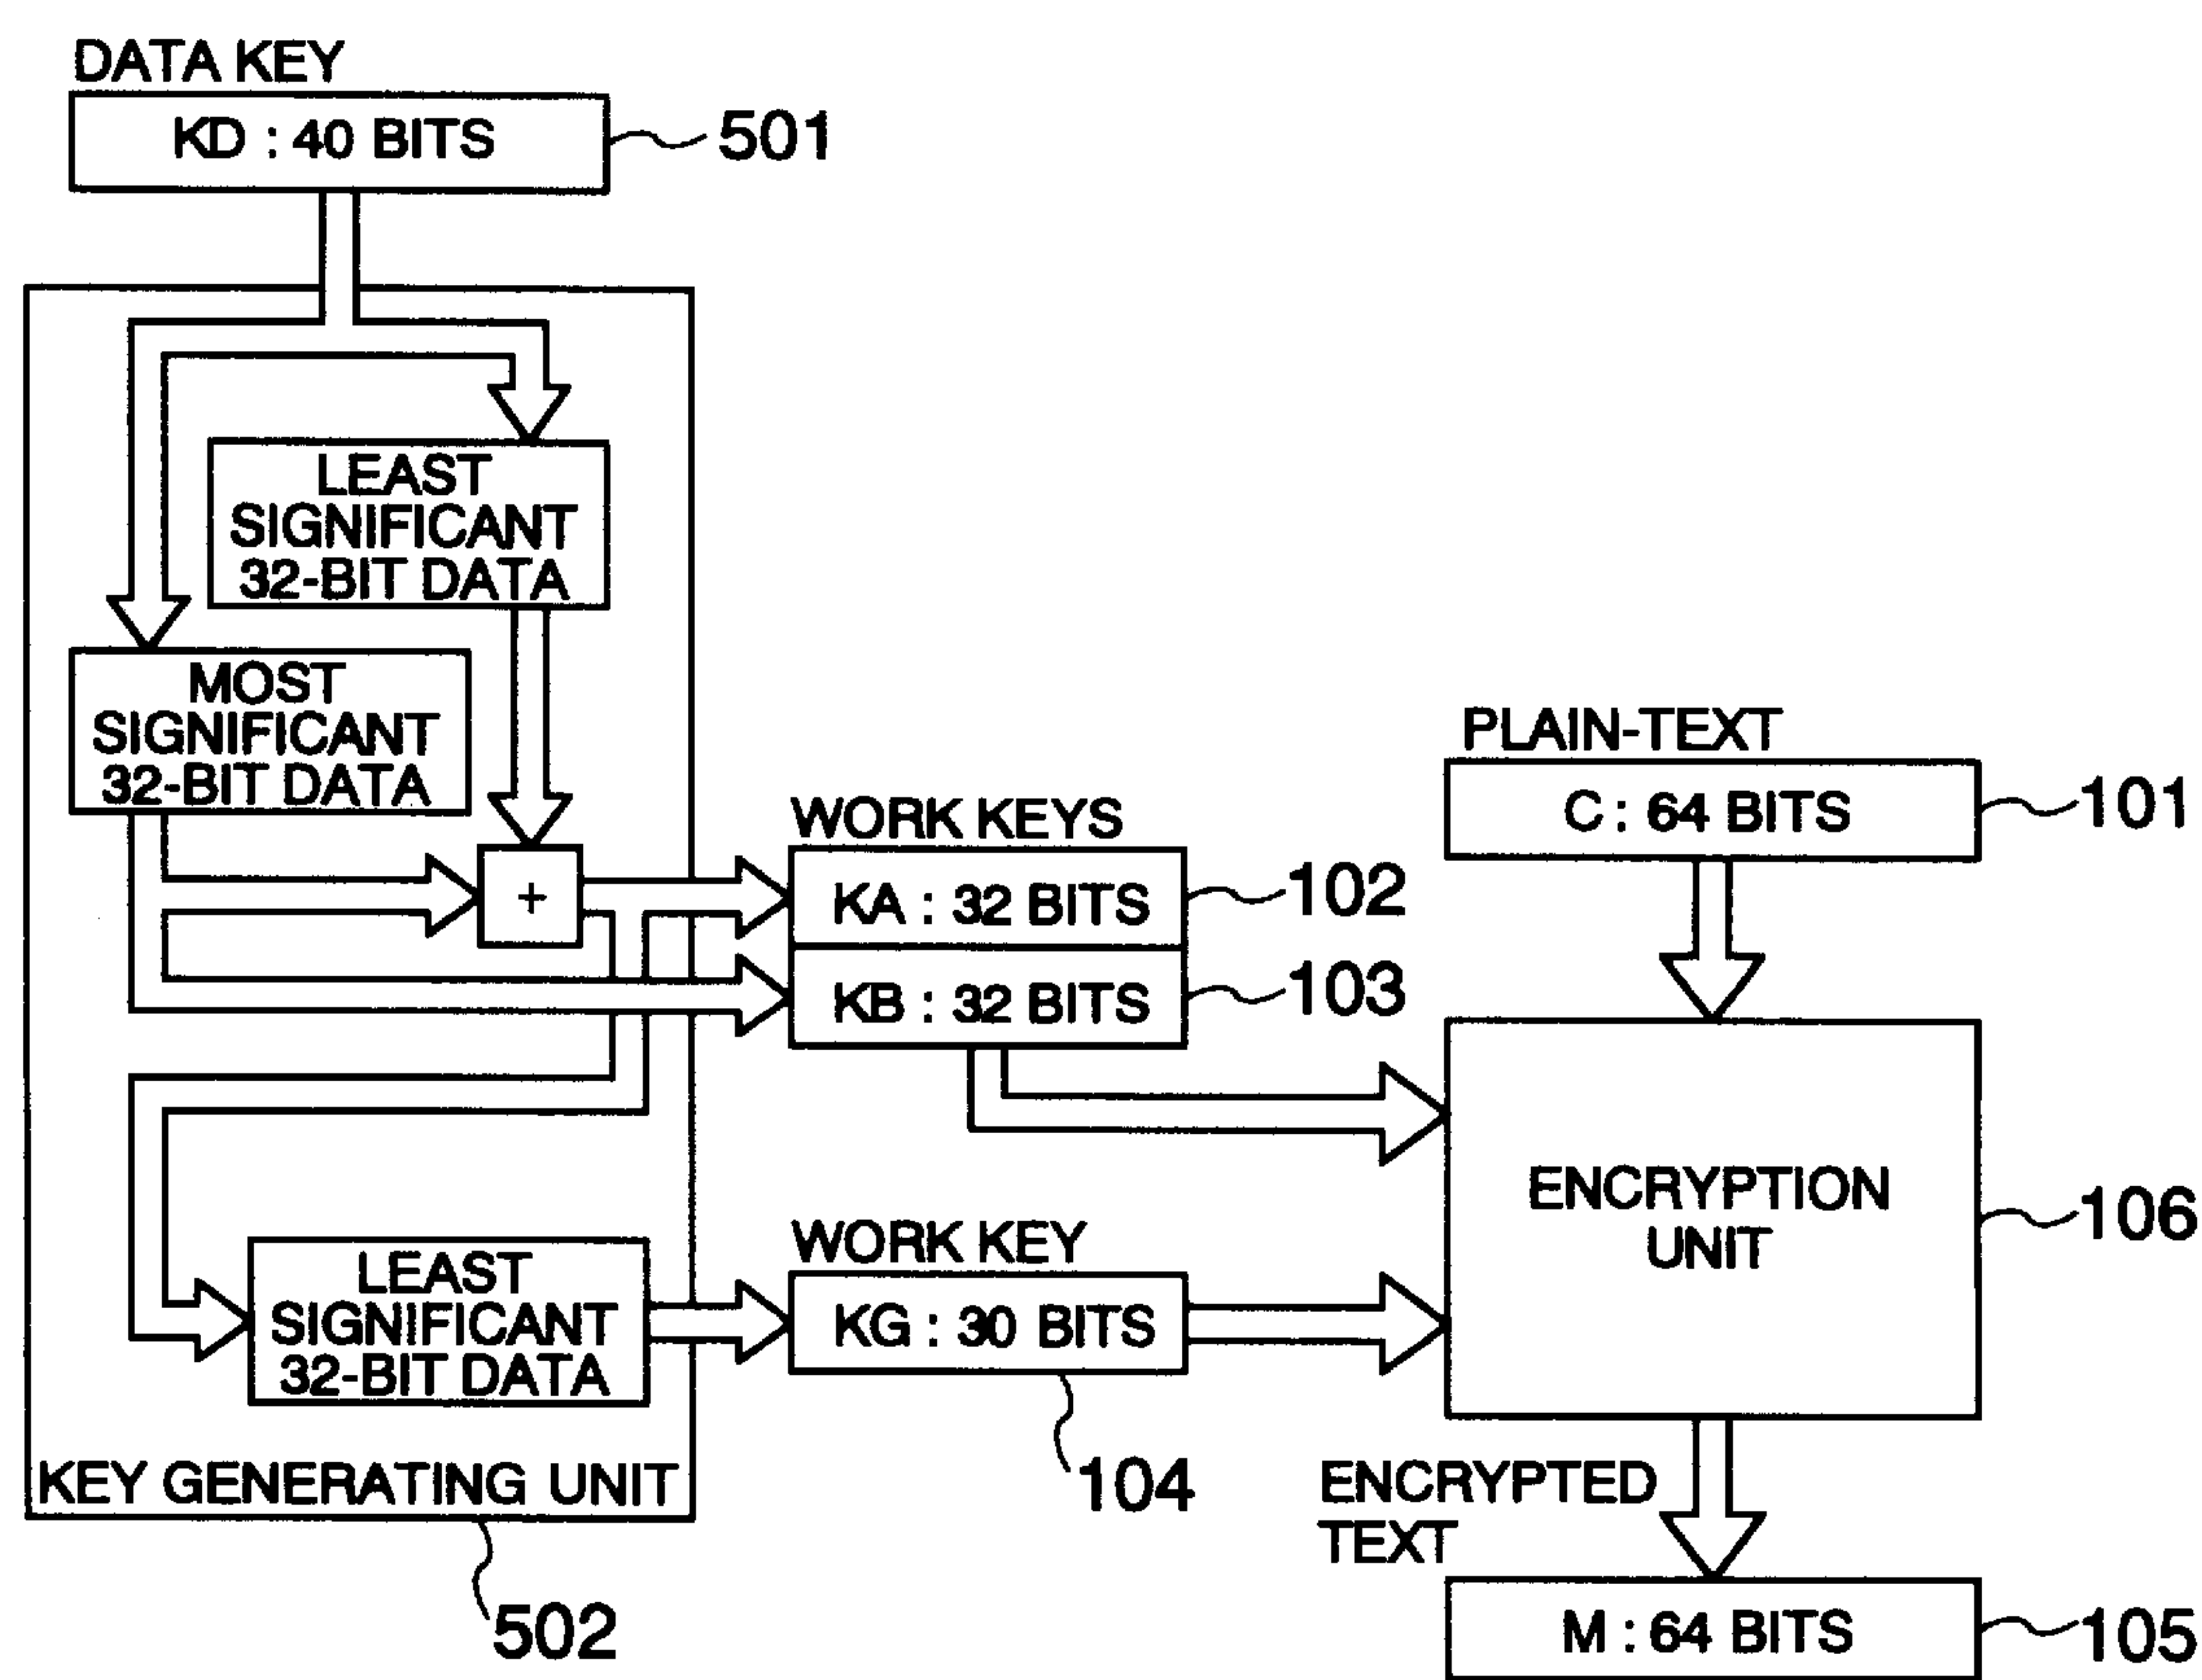 DATA KEY
KD : 40 BITS
501
LEAST
SIGNIFICANT
32-BIT DATA
MOST
SIGNIFICANT
32-BIT DATA
+
WORK KEYS
KA : 32 BITS
102
KB : 32 BITS
103
PLAIN-TEXT
C : 64 BITS
101
ENCRYPTION
UNIT
106
LEAST
SIGNIFICANT
32-BIT DATA
WORK KEY
KG : 30 BITS
104
KEY GENERATING UNIT
502
ENCRYPTED
TEXT
M : 64 BITS
105